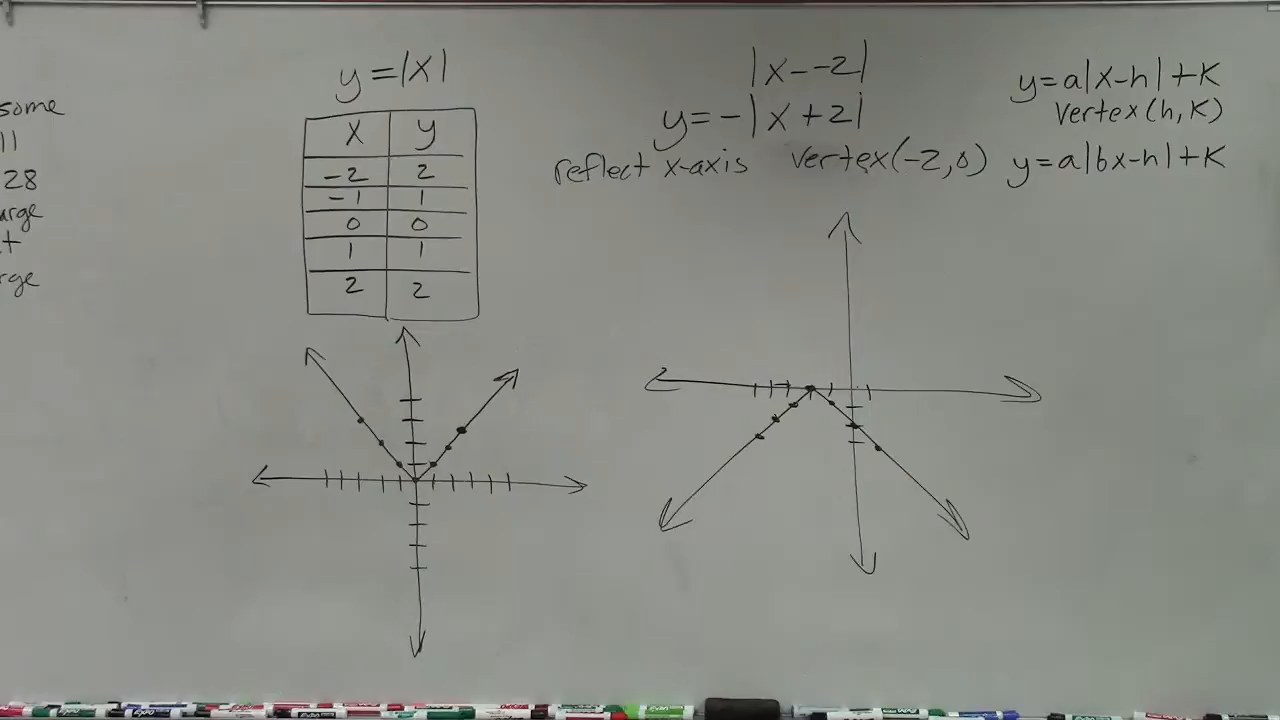 some
11
28
arge
t
rge
y=|x|
x y
-2 2
-1 1
0 0
1 1
2 2
|x--2|
y=-|x+2|
reflect x-axis vertex(-2,0)
y=a|x-h|+K
vertex(h,K)
y=a|bx-h|+K